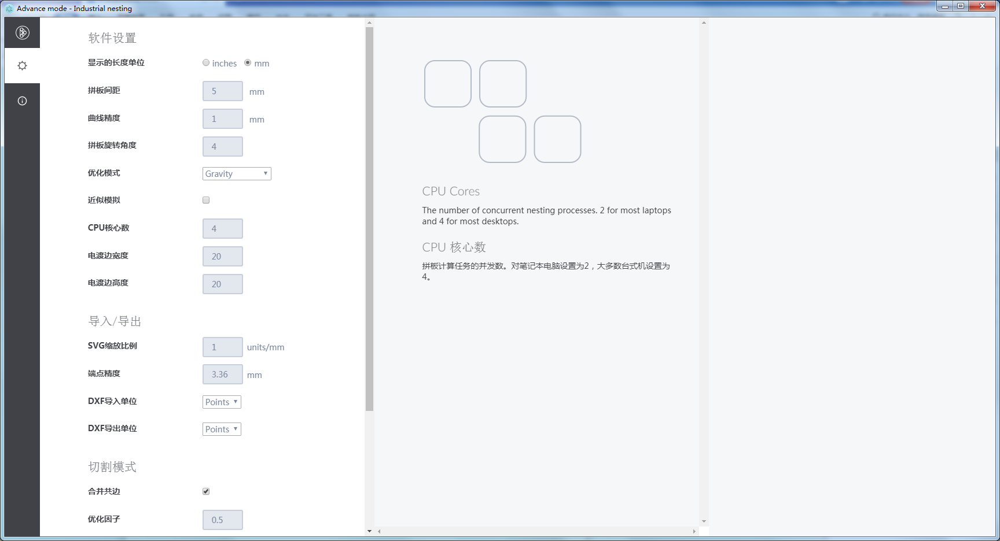 Advance mode - Industrial nesting
软件设置
显示的长度单位 inches mm
拼板间距 5 mm
曲线精度 1 mm
拼板旋转角度 4
优化模式 Gravity
近似模拟
CPU核心数 4
电渡边宽度 20
电渡边高度 20
导入/导出
SVG缩放比例 1 units/mm
端点精度 3.36 mm
DXF导入单位 Points
DXF导出单位 Points
切割模式
合并共边
优化因子 0.5
CPU Cores
The number of concurrent nesting processes. 2 for most laptops
and 4 for most desktops.
CPU 核心数
拼板计算任务的并发数。对笔记本电脑设置为2，大多数台式机设置为
4。